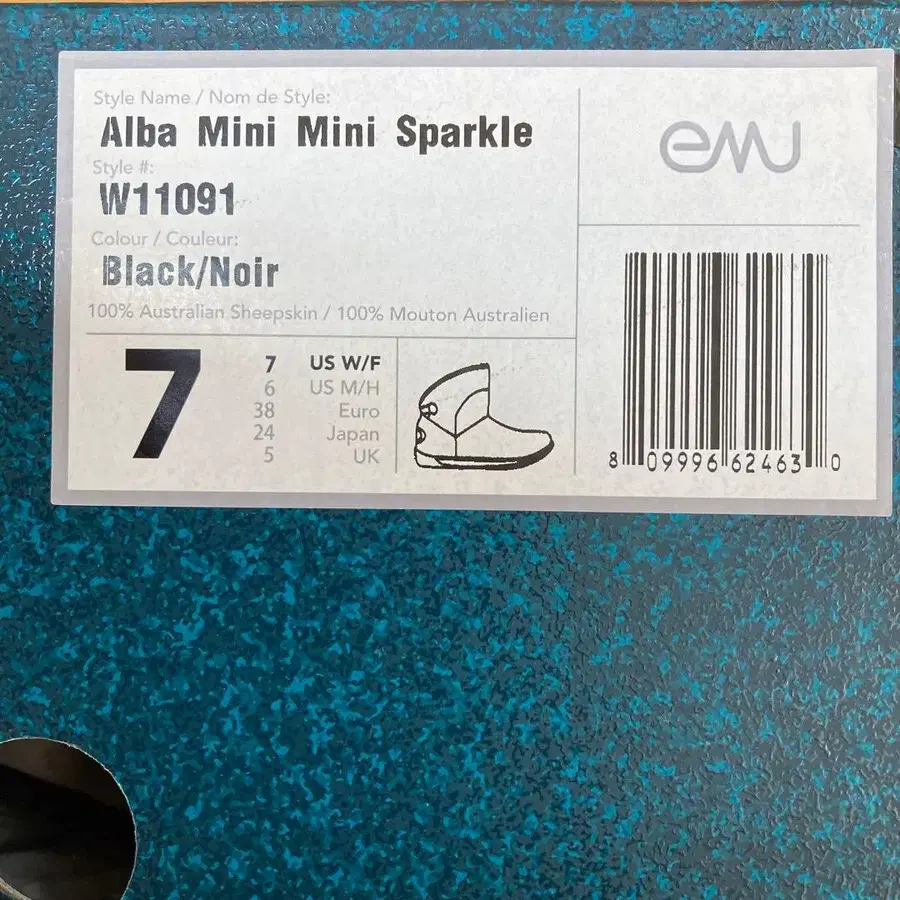 Style Name / Nom de Style:
Alba Mini Mini Sparkle
Style #:
W11091
Colour / Couleur:
Black/Noir
100% Australian Sheepskin / 100% Mouton Australien
7
7 US W/F
6 US M/H
38 Euro
24 Japan
5 UK
emu
8 09996 62463 0